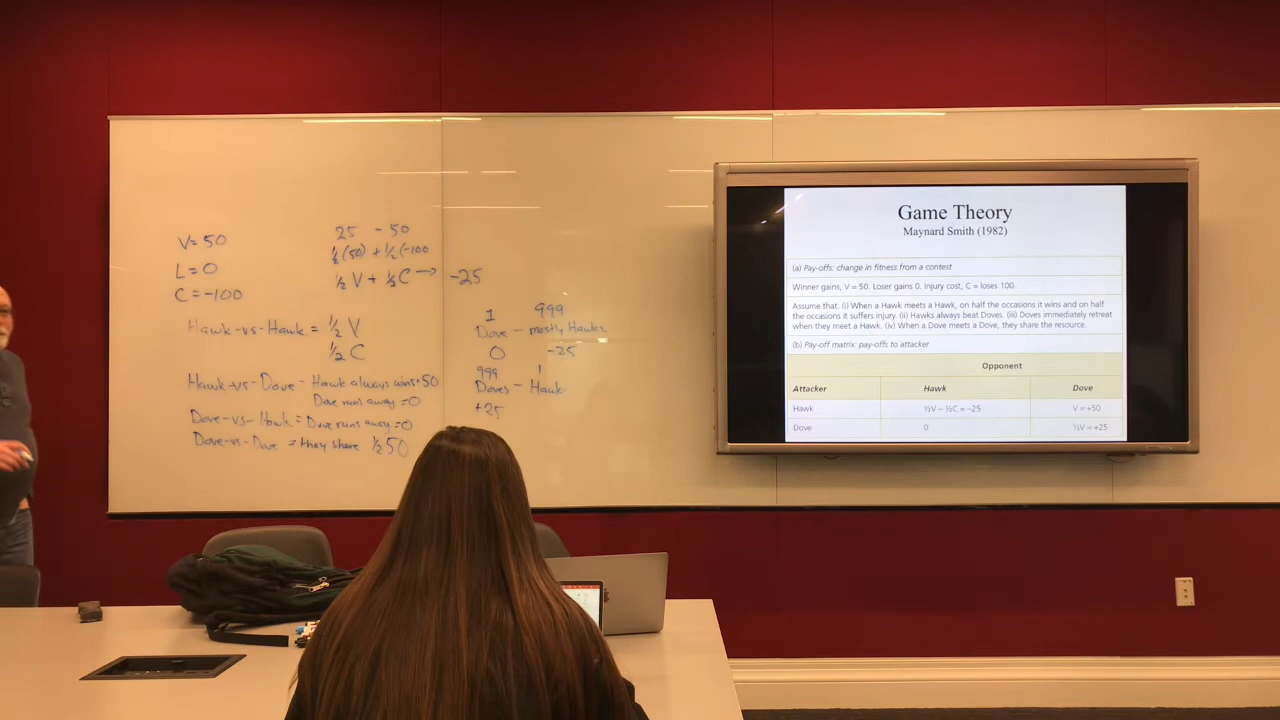 V=50
L=0
C=-100
25 - 50
½(50) + ½(-100
½V + ½C → -25
Hawk-vs-Hawk = ½ V
½ C
Hawk-vs-Dove - Hawk always wins+50
Dove runs away =0
Dove-vs-Hawk = Dove runs away =0
Dove-vs-Dove = they share ½50
1 999
Dove - mostly Hawks
0 -25
999 1
Doves - Hawk
+25
Game Theory
Maynard Smith (1982)
(a) Pay-offs: change in fitness from a contest
Winner gains, V = 50. Loser gains 0. Injury cost, C = loses 100.
Assume that: (i) When a Hawk meets a Hawk, on half the occasions it wins and on half
the occasions it suffers injury. (ii) Hawks always beat Doves. (iii) Doves immediately retreat
when they meet a Hawk. (iv) When a Dove meets a Dove, they share the resource.
(b) Pay-off matrix: pay-offs to attacker
Opponent
Attacker Hawk Dove
Hawk ½V – ½C = –25 V = +50
Dove 0 ½V = +25